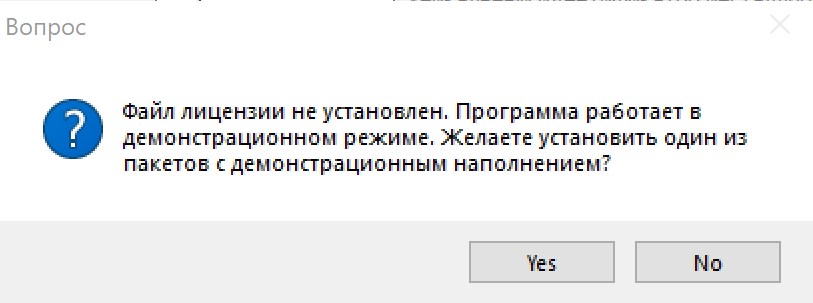 Вопрос
Файл лицензии не установлен. Программа работает в
демонстрационном режиме. Желаете установить один из
пакетов с демонстрационным наполнением?
Yes
No